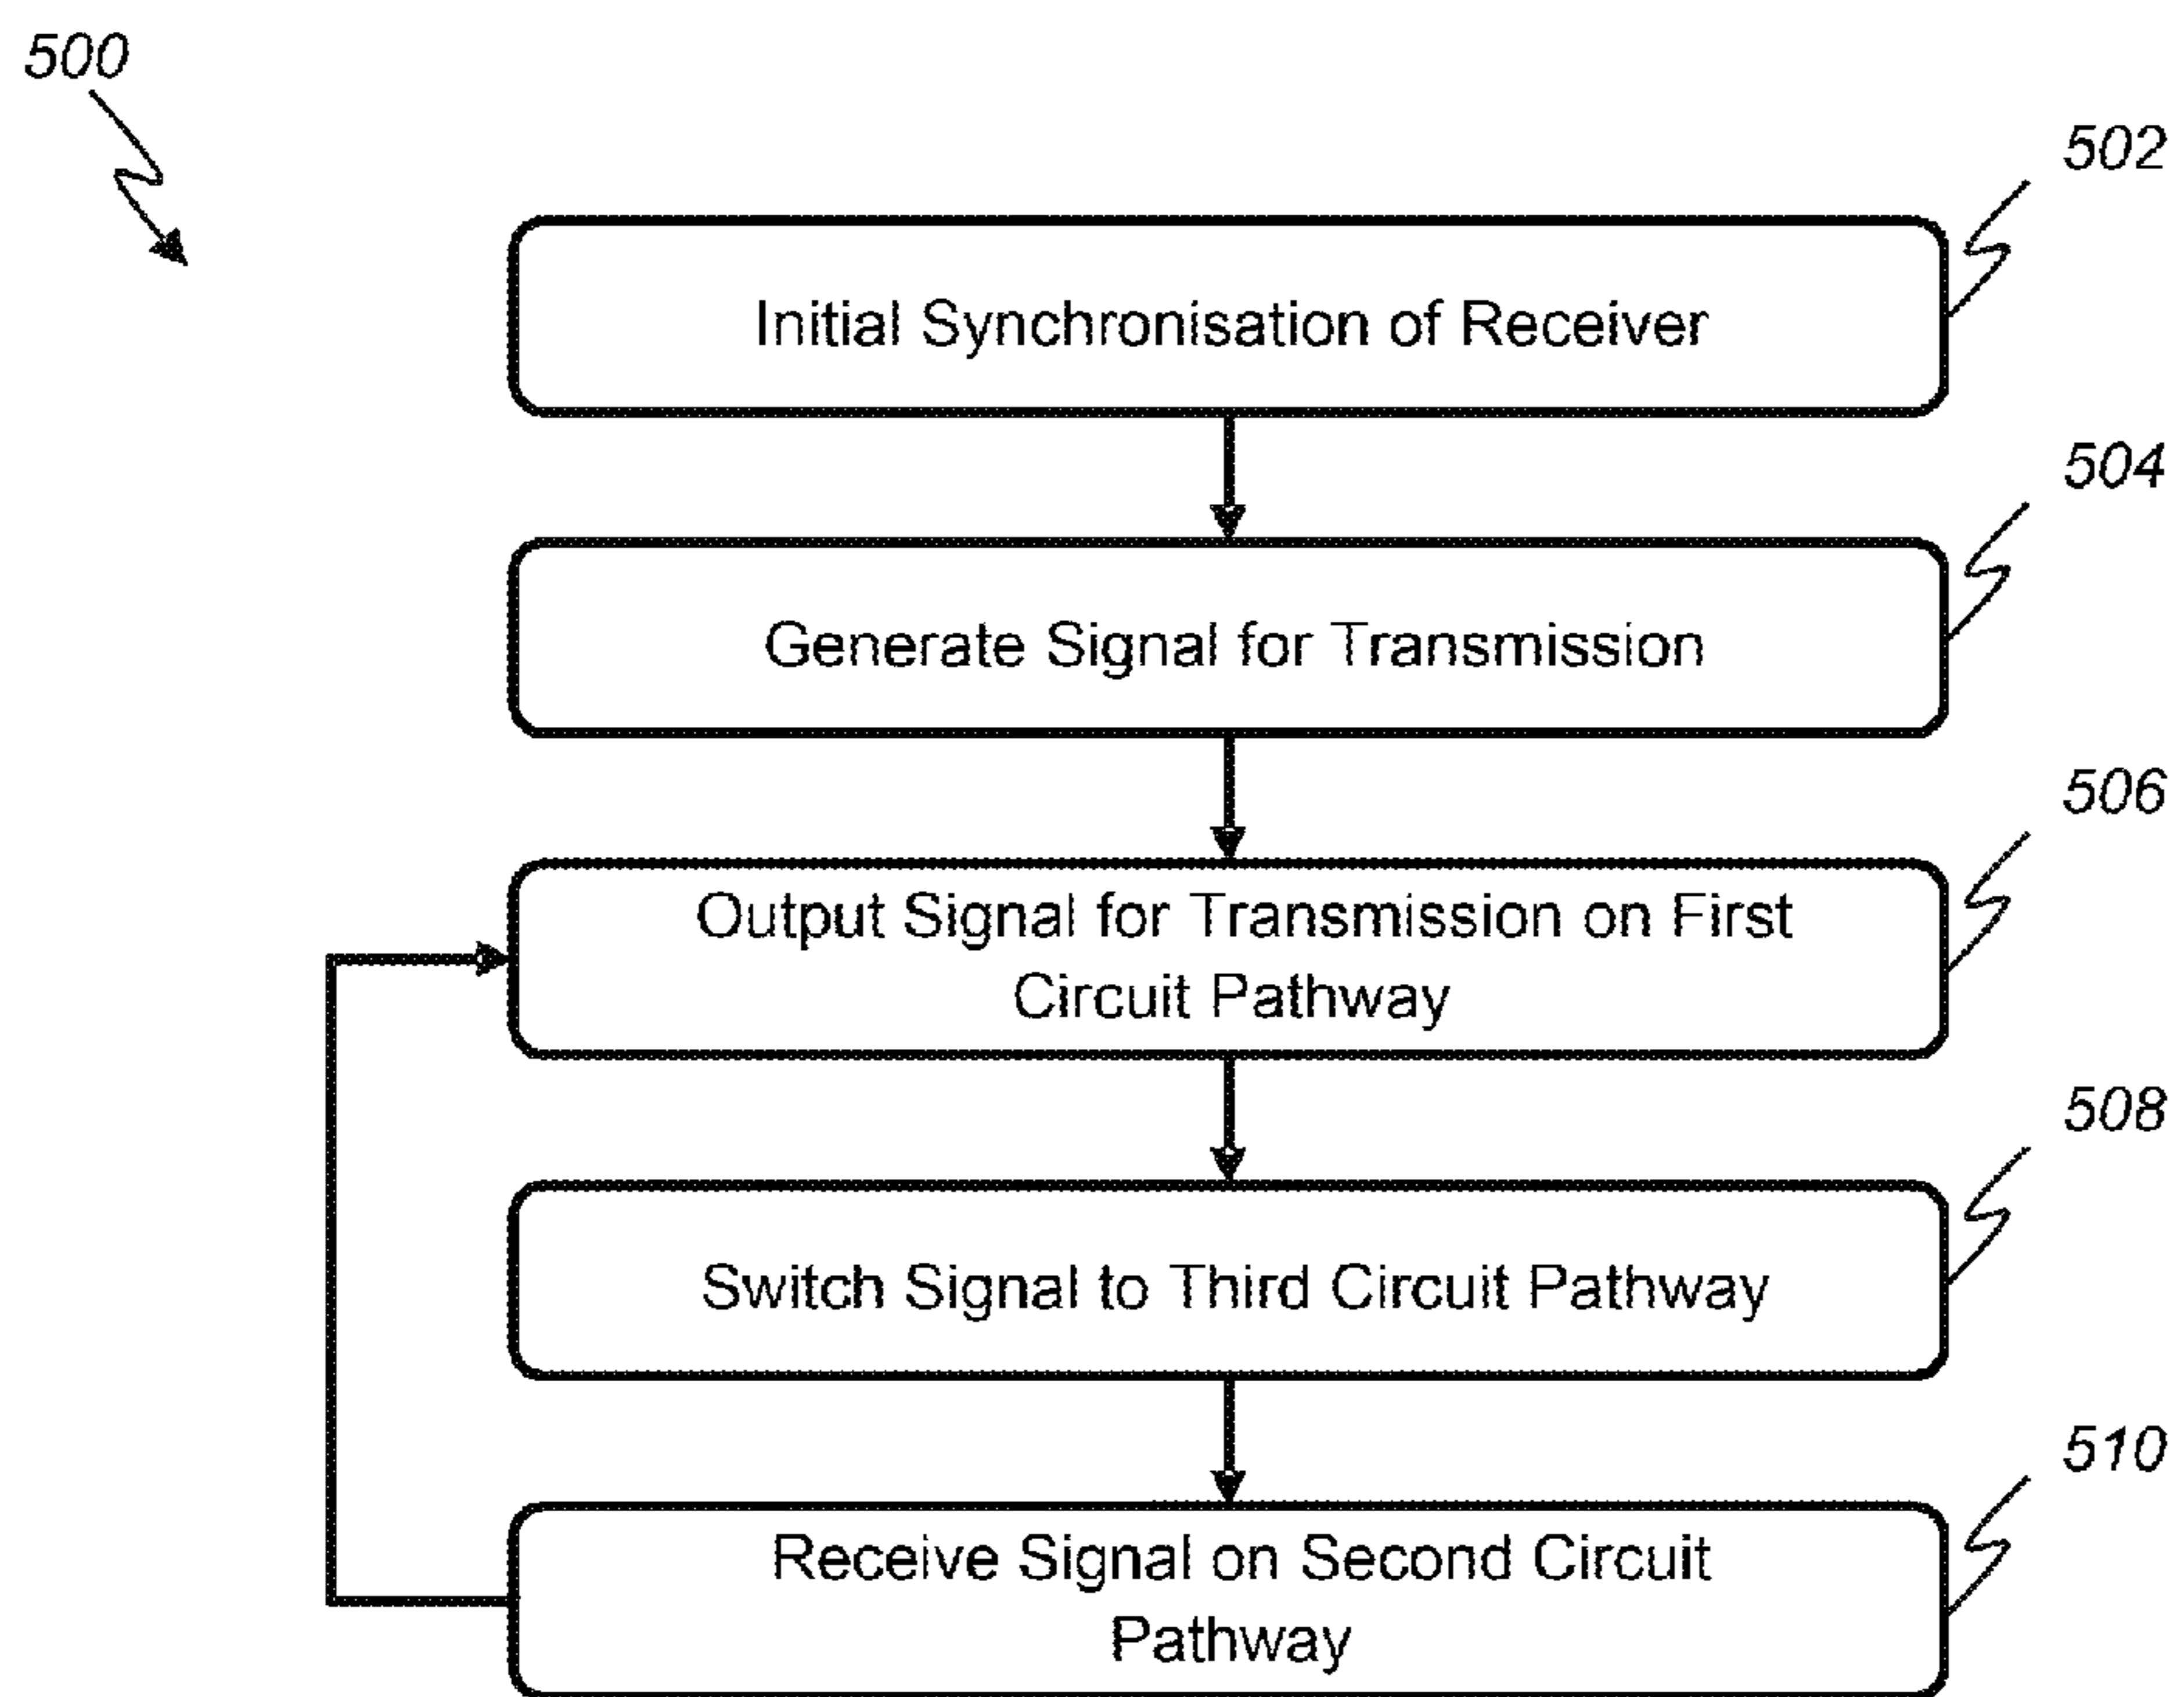 500
502
Initial Synchronisation of Receiver
504
Generate Signal for Transmission
506
Output Signal for Transmission on First
Circuit Pathway
508
Switch Signal to Third Circuit Pathway
510
Receive Signal on Second Circuit
Pathway